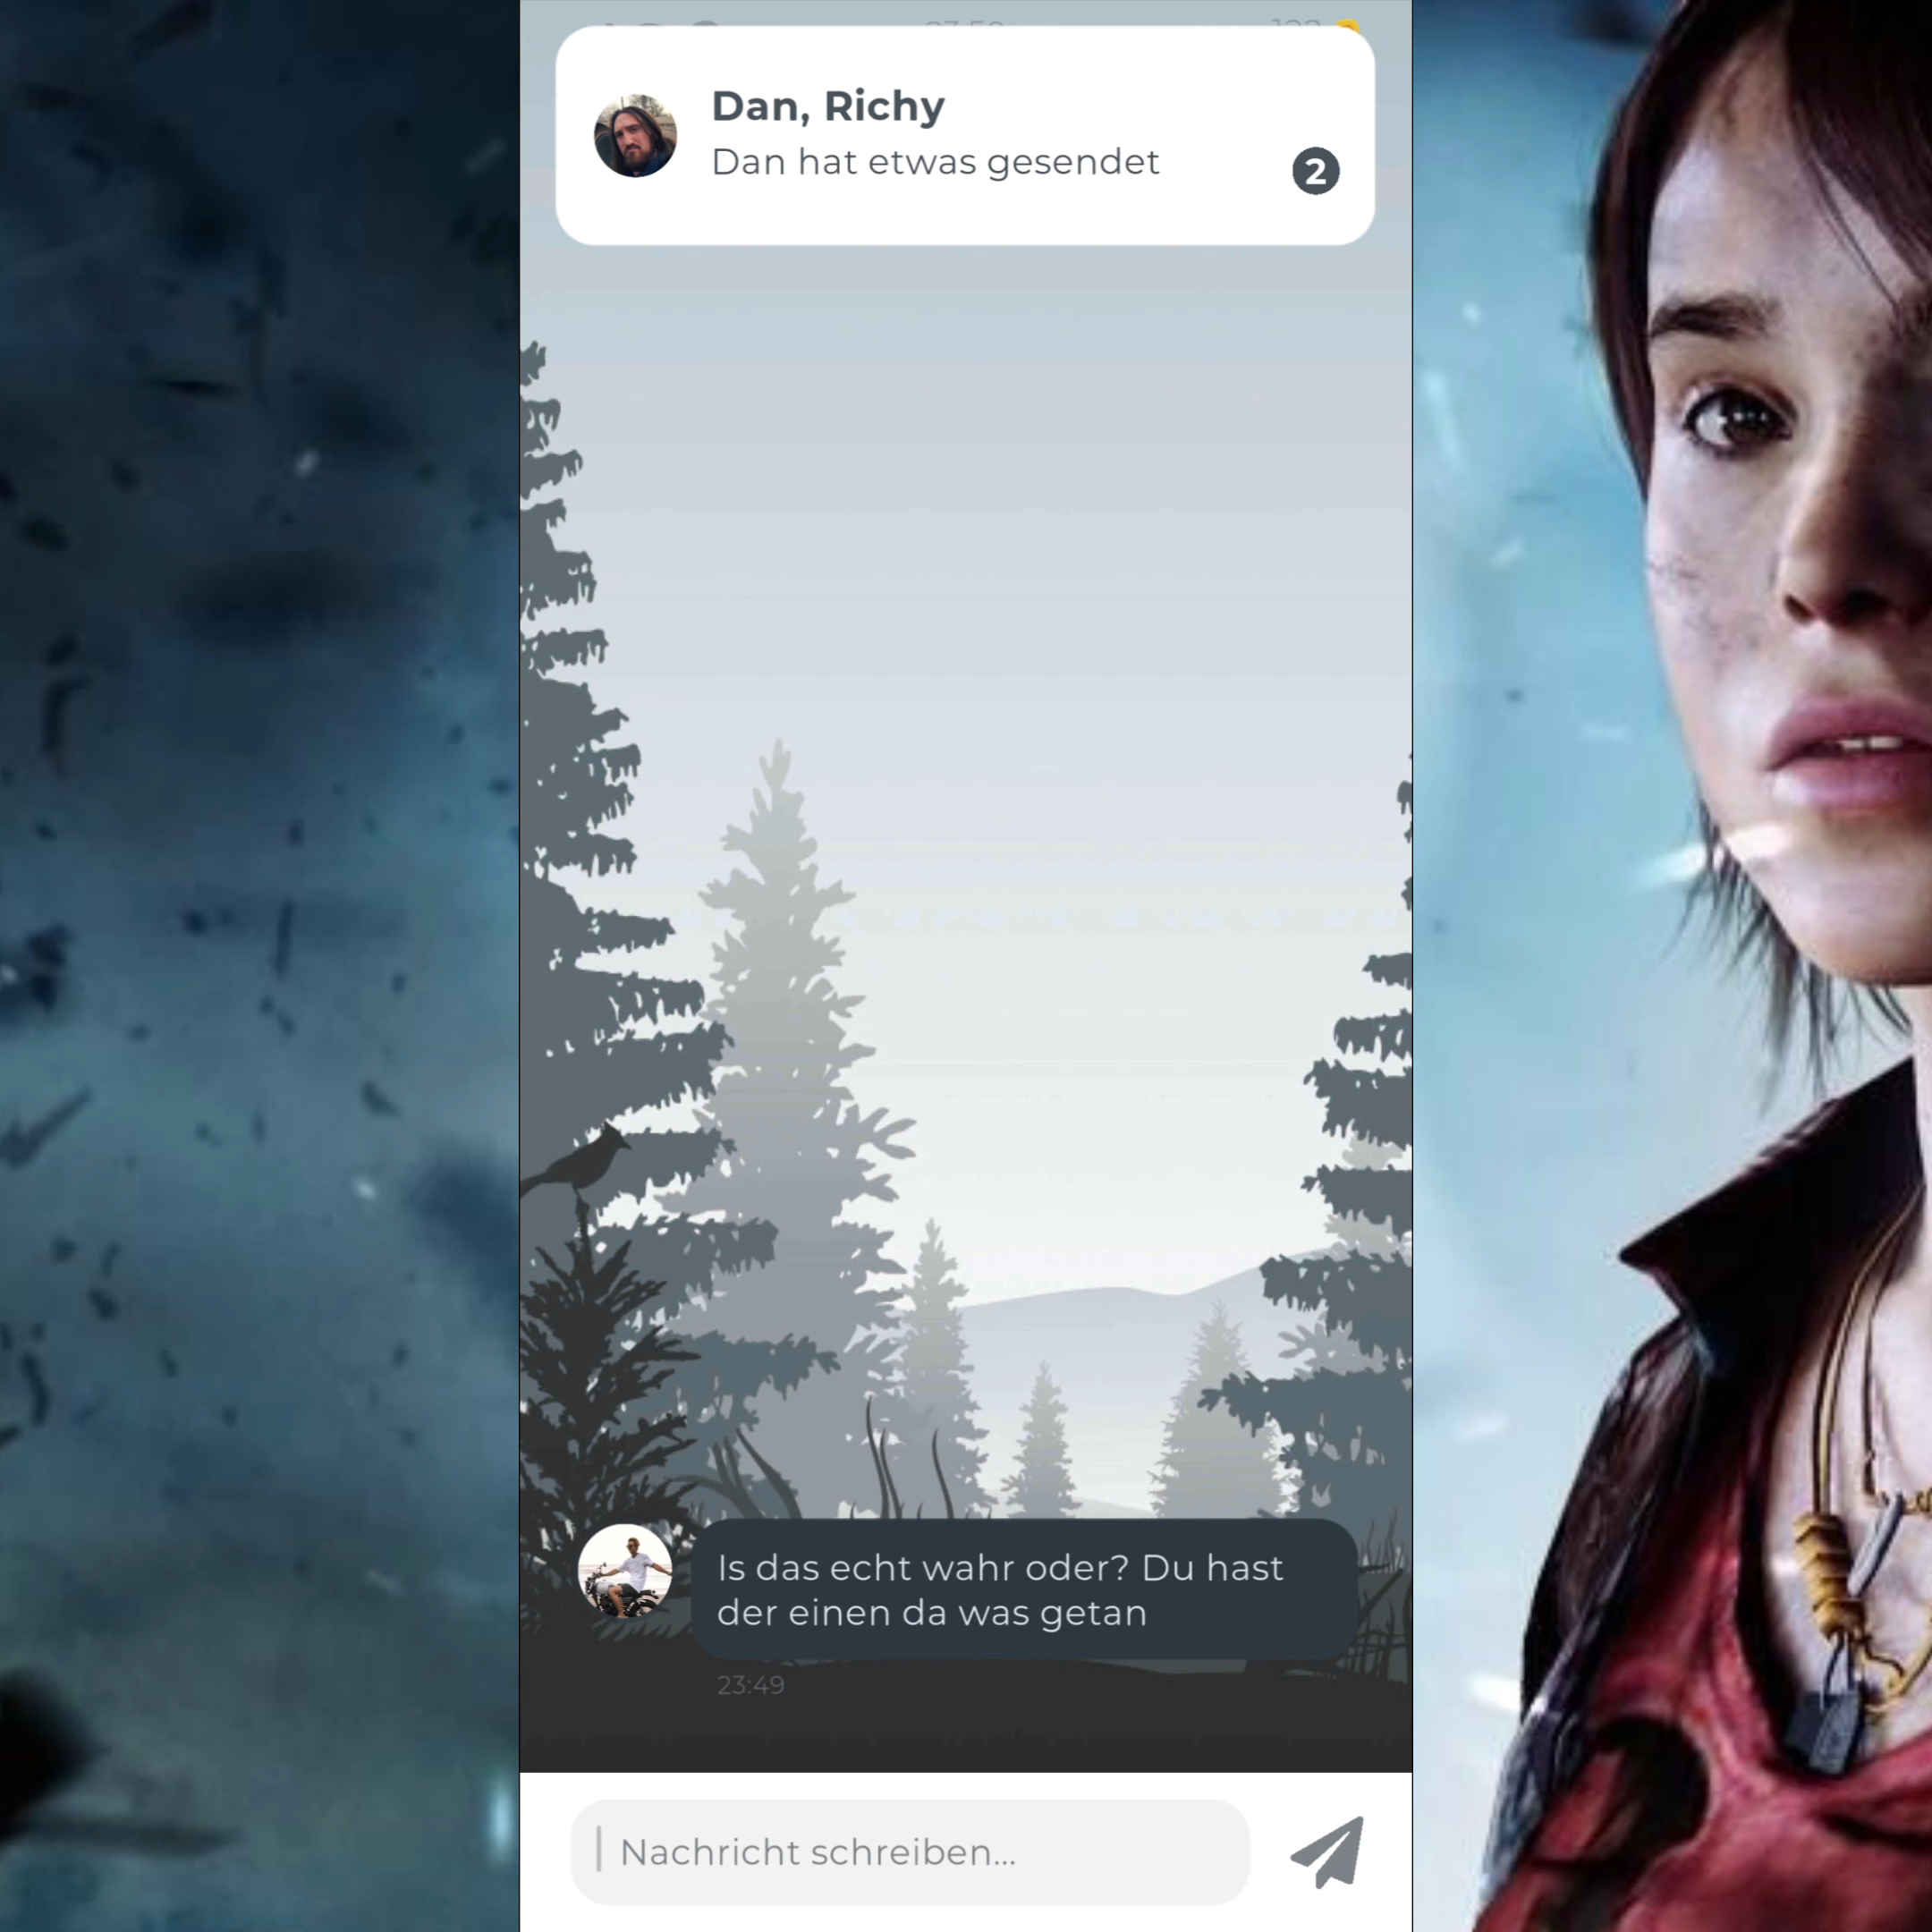 Dan, Richy
Dan hat etwas gesendet
2
Is das echt wahr oder? Du hast
der einen da was getan
23:49
Nachricht schreiben...